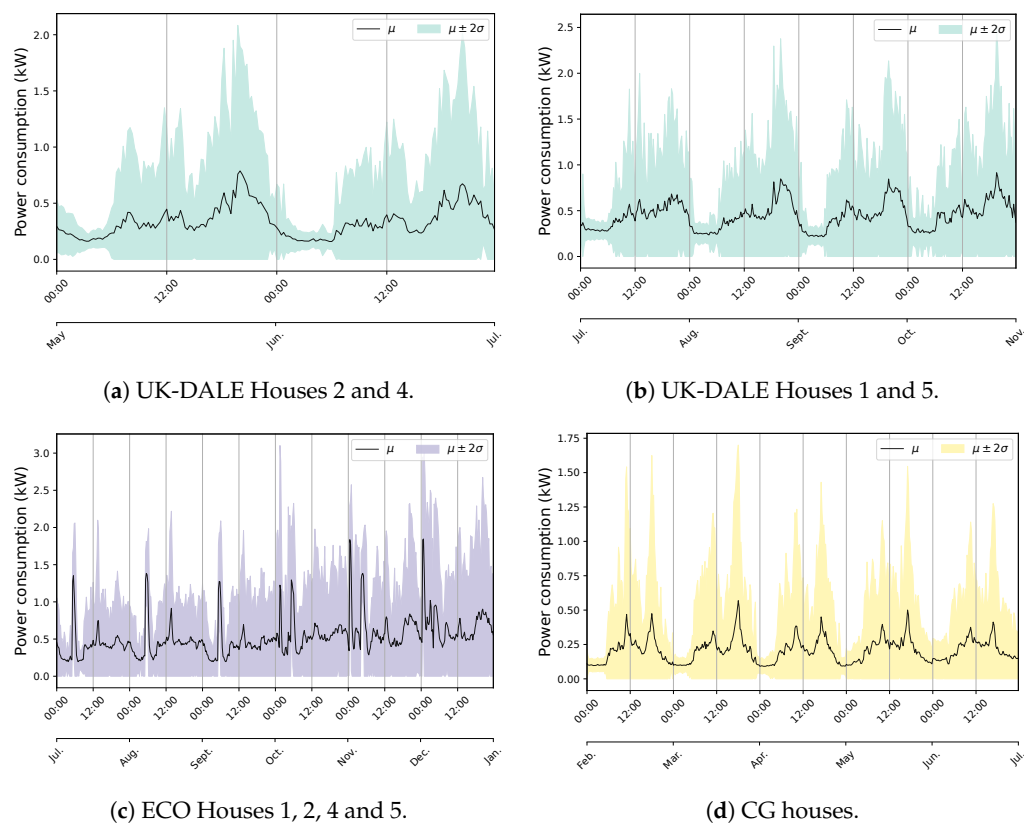 μ μ ± 2σ
Power consumption (kW)
2.0
1.5
1.0
0.5
0.0
00:00 12:00 00:00 12:00
May Jun. Jul.
(a) UK-DALE Houses 2 and 4.
μ μ ± 2σ
Power consumption (kW)
2.5
2.0
1.5
1.0
0.5
0.0
00:00 12:00 00:00 12:00 00:00 12:00 00:00 12:00
Jul. Aug. Sept. Oct. Nov.
(b) UK-DALE Houses 1 and 5.
μ μ ± 2σ
Power consumption (kW)
3.0
2.5
2.0
1.5
1.0
0.5
0.0
00:00 12:00 00:00 12:00 00:00 12:00 00:00 12:00 00:00 12:00 00:00 12:00
Jul. Aug. Sept. Oct. Nov. Dec. Jan.
(c) ECO Houses 1, 2, 4 and 5.
μ μ ± 2σ
Power consumption (kW)
1.75
1.50
1.25
1.00
0.75
0.50
0.25
0.00
00:00 12:00 00:00 12:00 00:00 12:00 00:00 12:00 00:00 12:00
Feb. Mar. Apr. May Jun. Jul.
(d) CG houses.